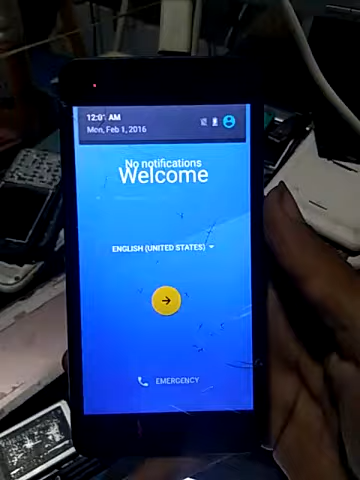 12:01 AM
Mon, Feb 1, 2016
No notifications
Welcome
ENGLISH (UNITED STATES)
EMERGENCY